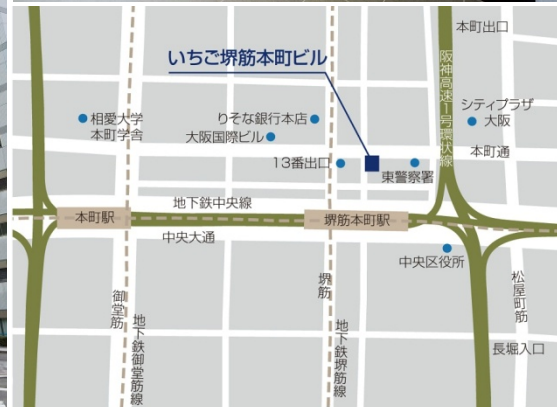 本町出口
いちご堺筋本町ビル
阪神高速1号環状線
シティプラザ
大阪
相愛大学
本町学舎
りそな銀行本店
大阪国際ビル
本町通
13番出口
東警察署
地下鉄中央線
本町駅
堺筋本町駅
中央大通
中央区役所
御堂筋
地下鉄御堂筋線
堺筋
地下鉄堺筋線
松屋町筋
長堀入口